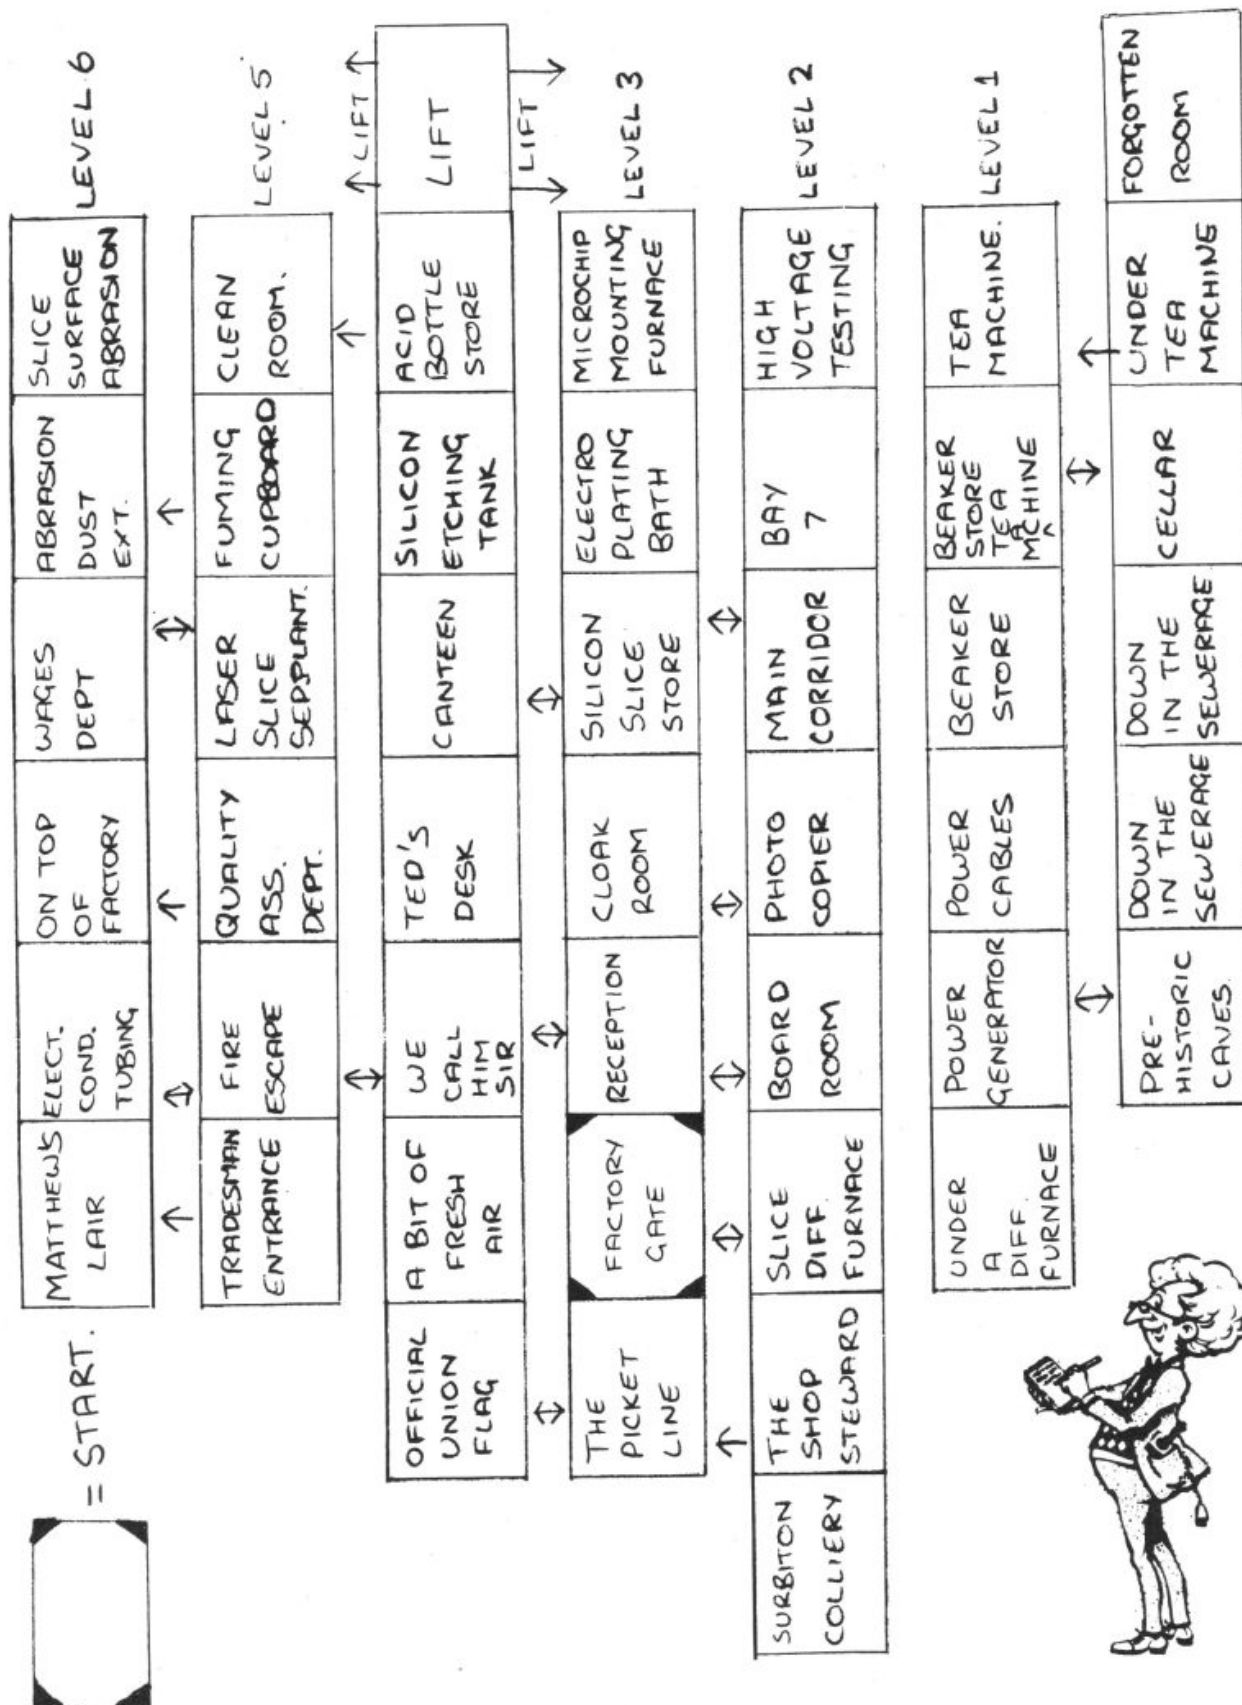 = START.
MATTHEW'S
LAIR
ELECT.
COND.
TUBING
ON TOP
OF
FACTORY
WAGES
DEPT
ABRASION
DUST
EXT.
SLICE
SURFACE
ABRASION
LEVEL 6
TRADESMAN
ENTRANCE
FIRE
ESCAPE
QUALITY
ASS.
DEPT.
LASER
SLICE
SEP.PLANT.
FUMING
CUPBOARD
CLEAN
ROOM.
LEVEL 5
LIFT
OFFICIAL
UNION
FLAG
A BIT OF
FRESH
AIR
WE
CALL
HIM
SIR
TED'S
DESK
CANTEEN
SILICON
ETCHING
TANK
ACID
BOTTLE
STORE
LIFT
LIFT
THE
PICKET
LINE
FACTORY
GATE
RECEPTION
CLOAK
ROOM
SILICON
SLICE
STORE
ELECTRO
PLATING
BATH
MICROCHIP
MOUNTING
FURNACE
LEVEL 3
SURBITON
COLLIERY
THE
SHOP
STEWARD
SLICE
DIFF.
FURNACE
BOARD
ROOM
PHOTO
COPIER
MAIN
CORRIDOR
BAY
7
HIGH
VOLTAGE
TESTING
LEVEL 2
UNDER
A
DIFF.
FURNACE
POWER
GENERATOR
POWER
CABLES
BEAKER
STORE
BEAKER
STORE
TEA
MACHINE
TEA
MACHINE.
LEVEL 1
PRE-
HISTORIC
CAVES.
DOWN
IN THE
SEWERAGE
DOWN
IN THE
SEWERAGE
CELLAR
UNDER
TEA
MACHINE
FORGOTTEN
ROOM